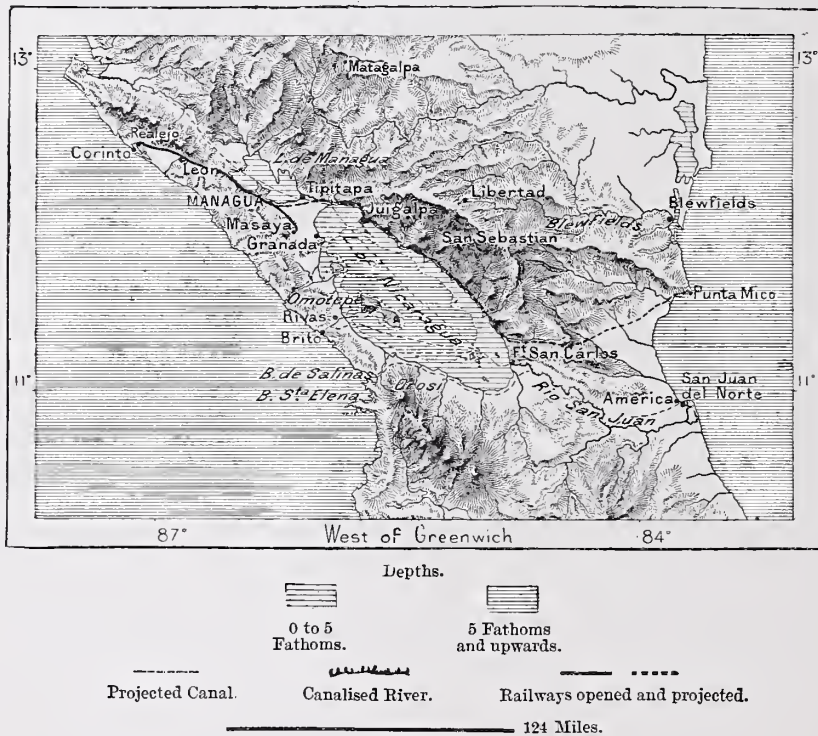 13°
13°
Matagalpa
Realejo
Corinto
L. de Managua
Leon
Tipitapa
Libertad
MANAGUA
Juigalpa
Blewfields
Blewfields
Masaya
San Sebastian
Granada
L. de Nicaragua
Omotepe
Punta Mico
Rivas
Brito
Ft. San Carlos
11°
11°
B. de Salinas
Orosi
San Juan
del Norte
America
B. Sta Elena
Rio San Juan
87°
West of Greenwich
84°
Depths.
0 to 5
Fathoms.
5 Fathoms
and upwards.
Projected Canal.
Canalised River.
Railways opened and projected.
124 Miles.